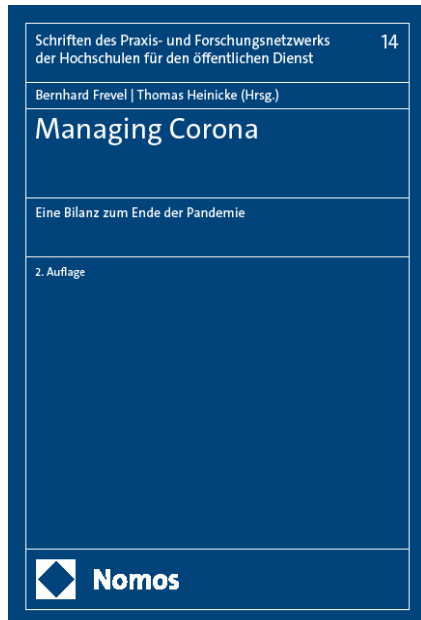 Schriften des Praxis- und Forschungsnetzwerks 14
der Hochschulen für den öffentlichen Dienst
Bernhard Frevel | Thomas Heinicke (Hrsg.)
Managing Corona
Eine Bilanz zum Ende der Pandemie
2. Auflage
Nomos